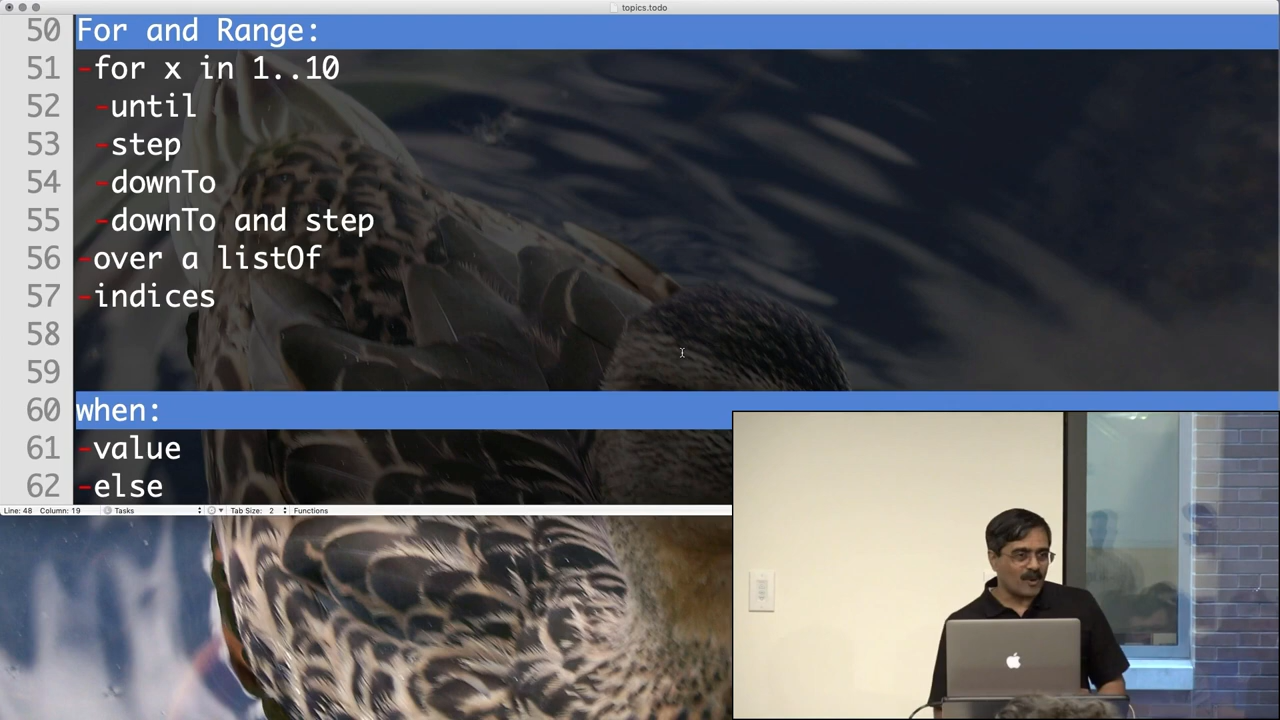 topics.todo
50 For and Range:
51 -for x in 1..10
52 -until
53 -step
54 -downTo
55 -downTo and step
56 -over a listOf
57 -indices
58
59
60 when:
61 -value
62 -else
Line: 48 Column: 19 Tasks Tab Size: 2 Functions